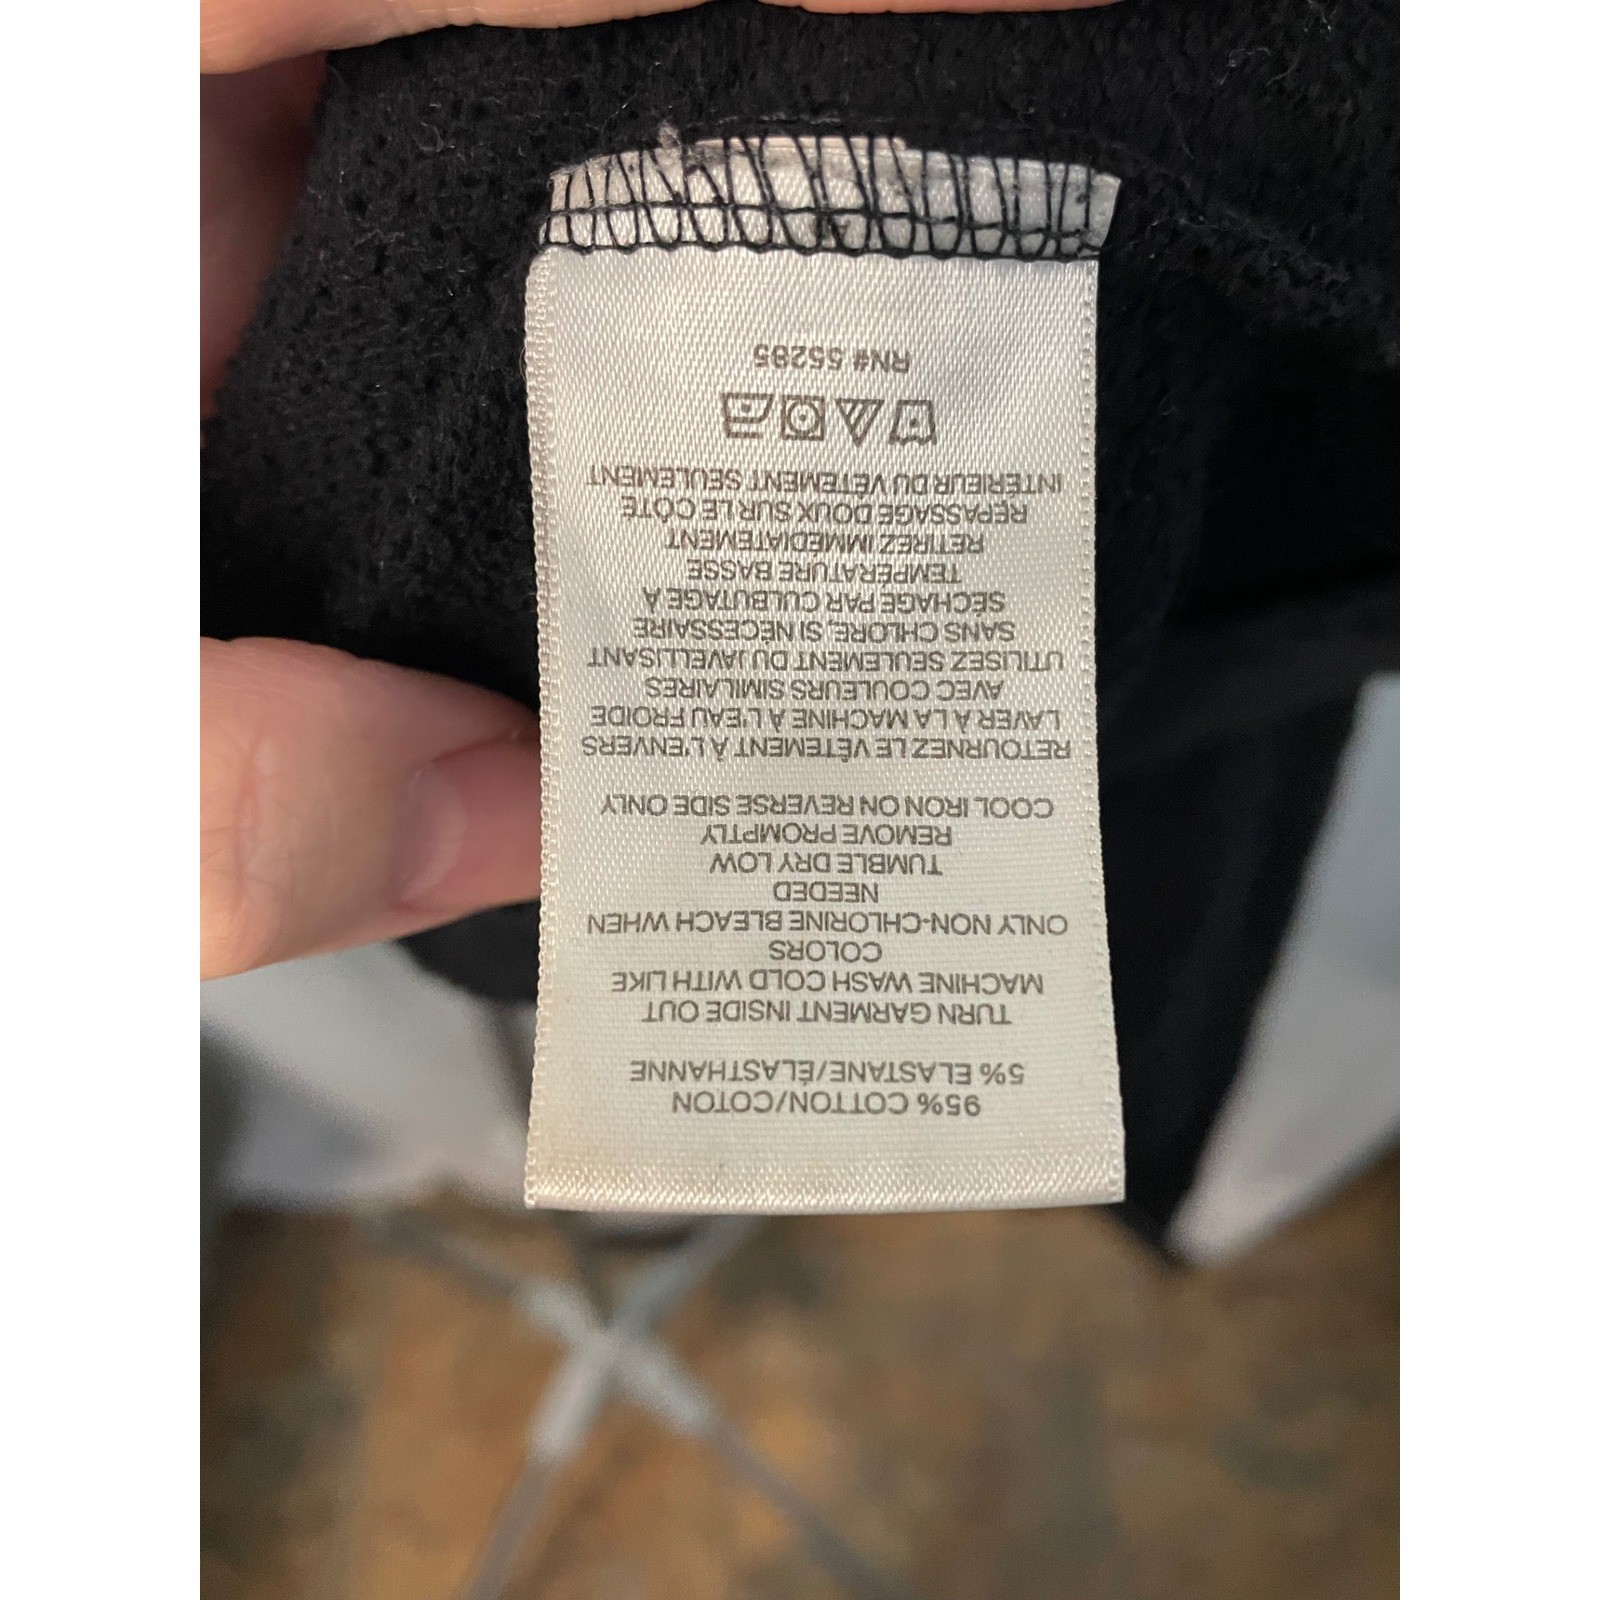 95% COTTON/COTON
5% ELASTANE/ÉLASTHANNE
TURN GARMENT INSIDE OUT
MACHINE WASH COLD WITH LIKE
COLORS
ONLY NON-CHLORINE BLEACH WHEN
NEEDED
TUMBLE DRY LOW
REMOVE PROMPTLY
COOL IRON ON REVERSE SIDE ONLY
RETOURNEZ LE VÊTEMENT À L'ENVERS
LAVER À LA MACHINE À L'EAU FROIDE
AVEC COULEURS SIMILAIRES
UTILISEZ SEULEMENT DU JAVELLISANT
SANS CHLORE, SI NÉCESSAIRE
SÉCHAGE PAR CULBUTAGE À
TEMPÉRATURE BASSE
RETIREZ IMMÉDIATEMENT
REPASSAGE DOUX SUR LE CÔTÉ
INTÉRIEUR DU VÊTEMENT SEULEMENT
RN# 55285